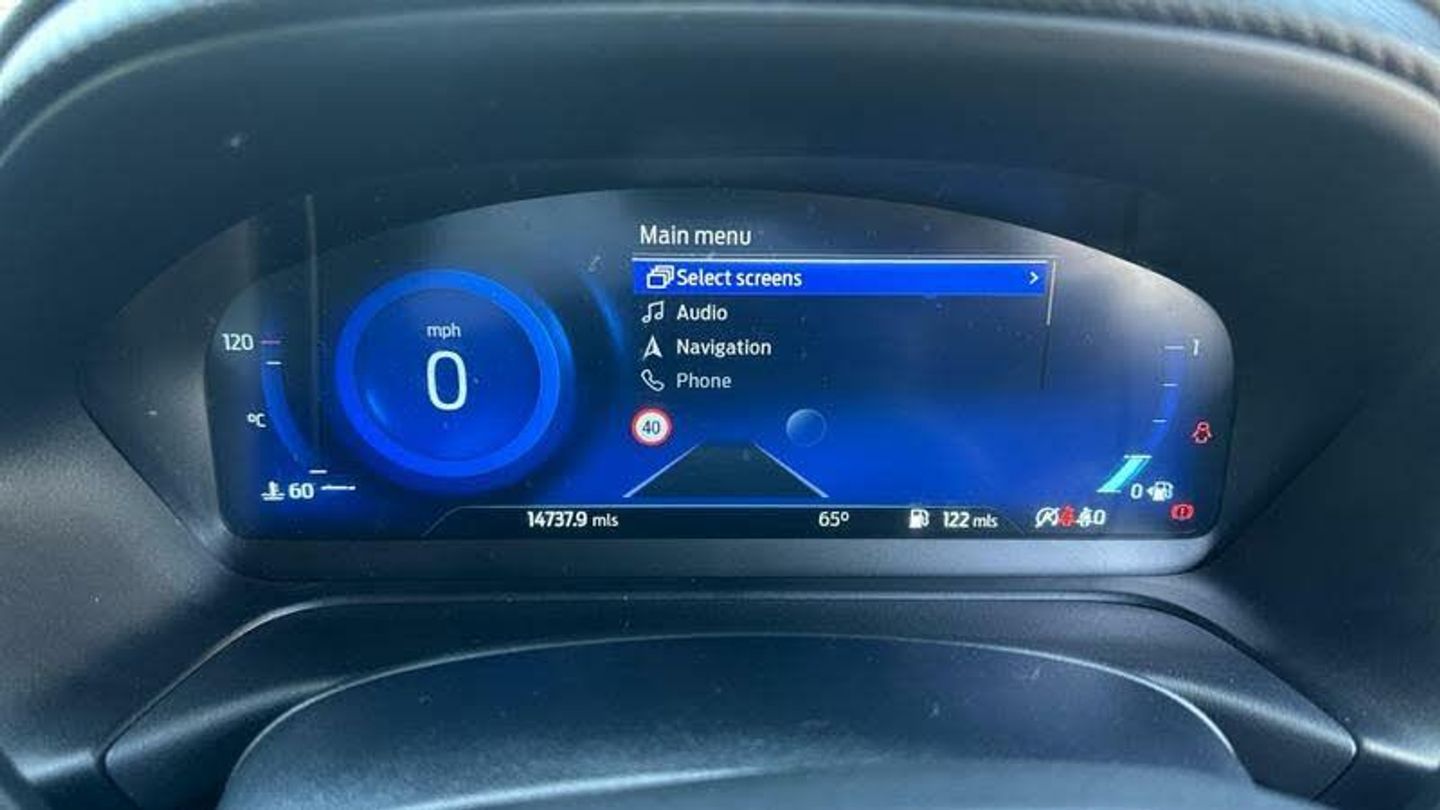 Main menu
Select screens
Audio
Navigation
Phone
mph
0
120
°C
60
40
1
0
14737.9 mls
65°
122 mls
0